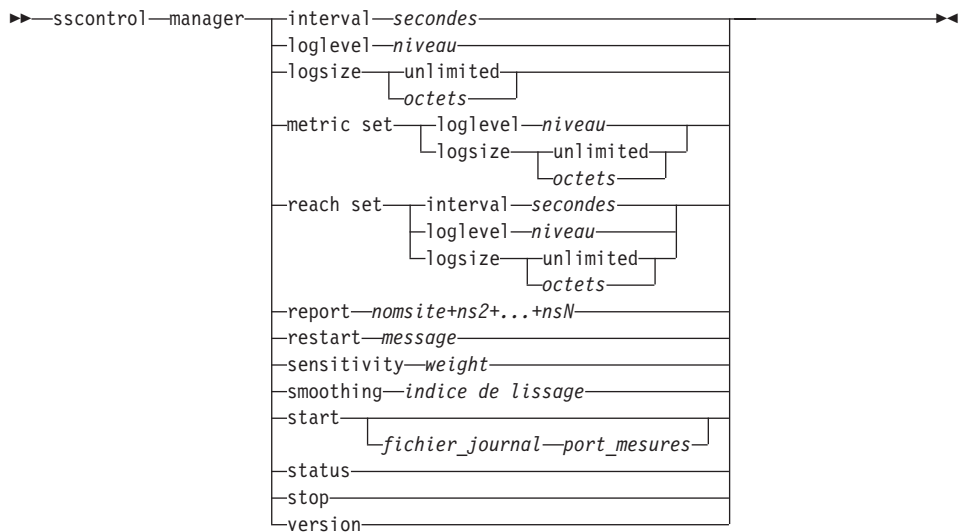 sscontrol manager interval secondes
loglevel niveau
logsize unlimited
octets
metric set loglevel niveau
logsize unlimited
octets
reach set interval secondes
loglevel niveau
logsize unlimited
octets
report nomsite+ns2+...+nsN
restart message
sensitivity weight
smoothing indice de lissage
start
fichier_journal port_mesures
status
stop
version